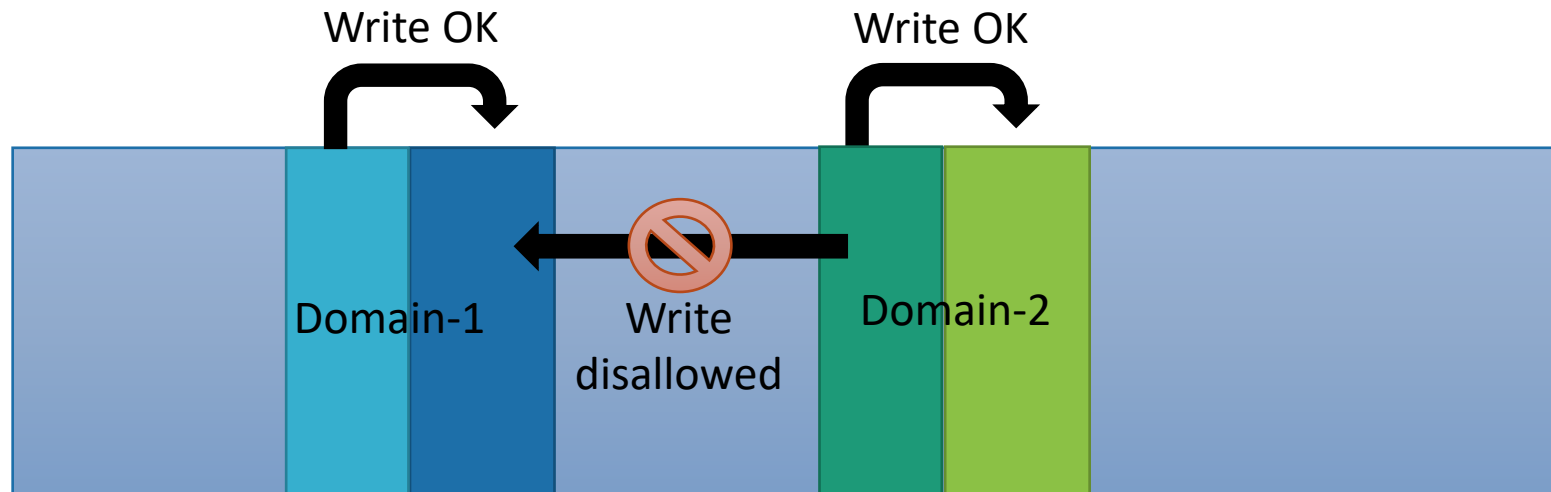 Write OK
Write OK
Domain-1
Write
disallowed
Domain-2